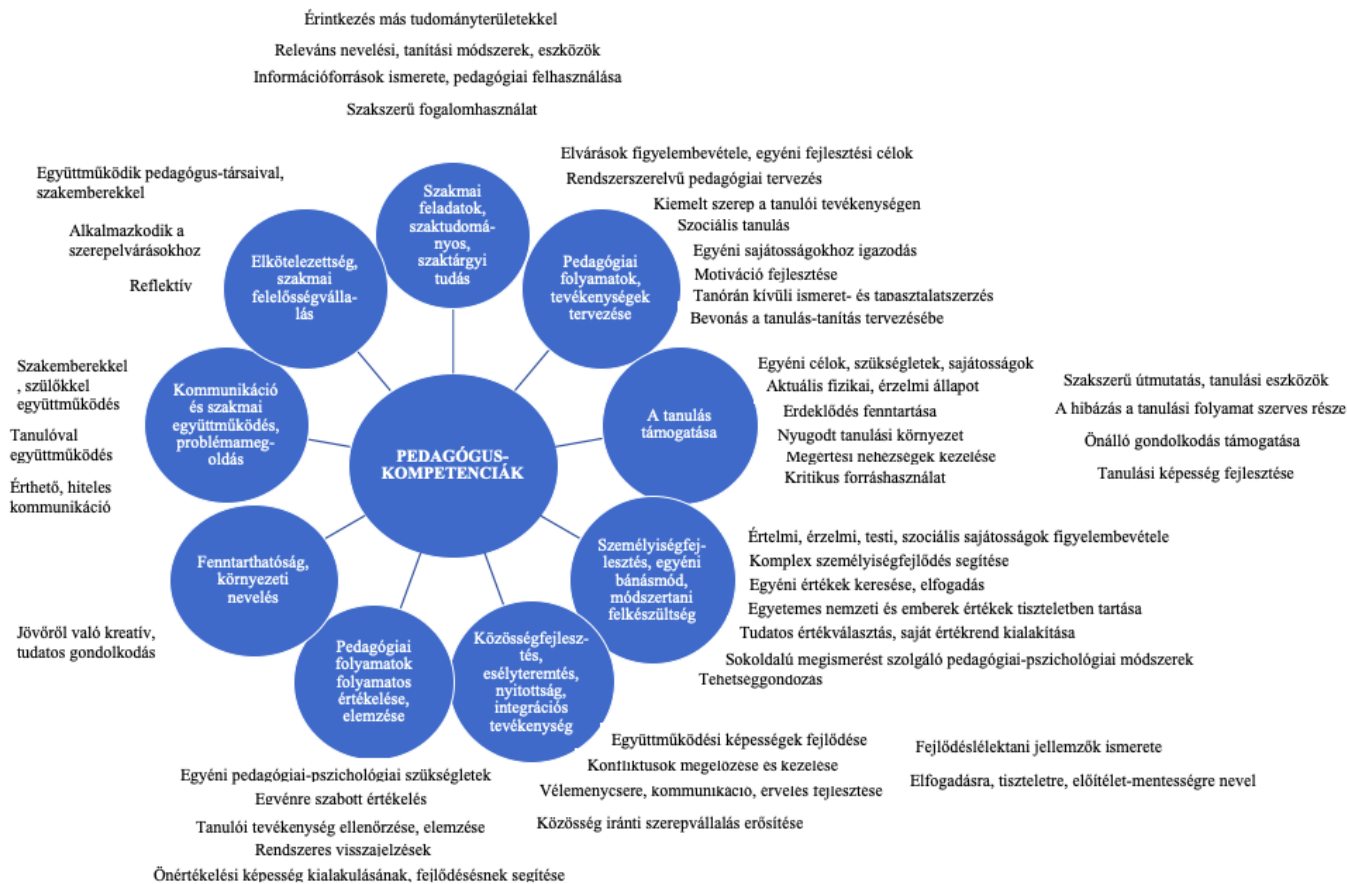 Érintkezés más tudományterületekkel
Releváns nevelési, tanítási módszerek, eszközök
Információforrások ismerete, pedagógiai felhasználása
Szakszerű fogalomhasználat
Szakmai
feladatok,
szaktudomá-
nyos,
szaktárgyi
tudás
Elvárások figyelembevétele, egyéni fejlesztési célok
Rendszerszerelvű pedagógiai tervezés
Kiemelt szerep a tanulói tevékenységen
Szociális tanulás
Egyéni sajátosságokhoz igazodás
Motiváció fejlesztése
Tanórán kívüli ismeret- és tapasztalatszerzés
Bevonás a tanulás-tanítás tervezésébe
Pedagógiai
folyamatok,
tevékenységek
tervezése
Egyéni célok, szükségletek, sajátosságok
Aktuális fizikai, érzelmi állapot
Erdeklődés fenntartása
Nyugodt tanulási környezet
Megértési nehézségek kezelése
Kritikus forráshasználat
Szakszerű útmutatás, tanulási eszközök
A hibázás a tanulási folyamat szerves része
Önálló gondolkodás támogatása
Tanulási képesség fejlesztése
A tanulás
támogatása
Értelmi, érzelmi, testi, szociális sajátosságok figyelembevétele
Komplex személyiségfejlődés segítése
Egyéni értékek keresése, elfogadás
Egyetemes nemzeti és emberek értékek tiszteletben tartása
Tudatos értékválasztás, saját értékrend kialakítása
Sokoldalú megismerést szolgáló pedagógiai-pszichológiai módszerek
Tehetséggondozás
Személyiségfej-
lesztés, egyéni
bánásmód,
módszertani
felkészültség
Közösségfejlesz-
tés,
esélyteremtés,
nyitottság,
integrációs
tevékenység
Együttműködési képességek fejlődése
Konfliktusok megelőzése és kezelése
Véleménycsere, kommunikáció, érvelés fejlesztése
Közösség iránti szerepvállalás erősítése
Fejlődéslélektani jellemzők ismerete
Elfogadásra, tiszteletre, előítélet-mentességre nevel
Pedagógiai
folyamatok
folyamatos
értékelése,
elemzése
Egyéni pedagógiai-pszichológiai szükségletek
Egyénre szabott értékelés
Tanulói tevékenység ellenőrzése, elemzése
Rendszeres visszajelzések
Önértékelési képesség kialakulásának, fejlődésésnek segítése
Fenntarthatóság,
környezeti
nevelés
Jövőről való kreatív,
tudatos gondolkodás
Kommunikáció
és szakmai
együttműködés,
problémameg-
oldás
Szakemberekkel
, szülőkkel
együttműködés
Tanulóval
együttműködés
Érthető, hiteles
kommunikáció
Elkötelezettség,
szakmai
felelősségválla-
lás
Együttműködik pedagógus-társaival,
szakemberekkel
Alkalmazkodik a
szerepelvárásokhoz
Reflektív
PEDAGÓGUS-
KOMPETENCIÁK